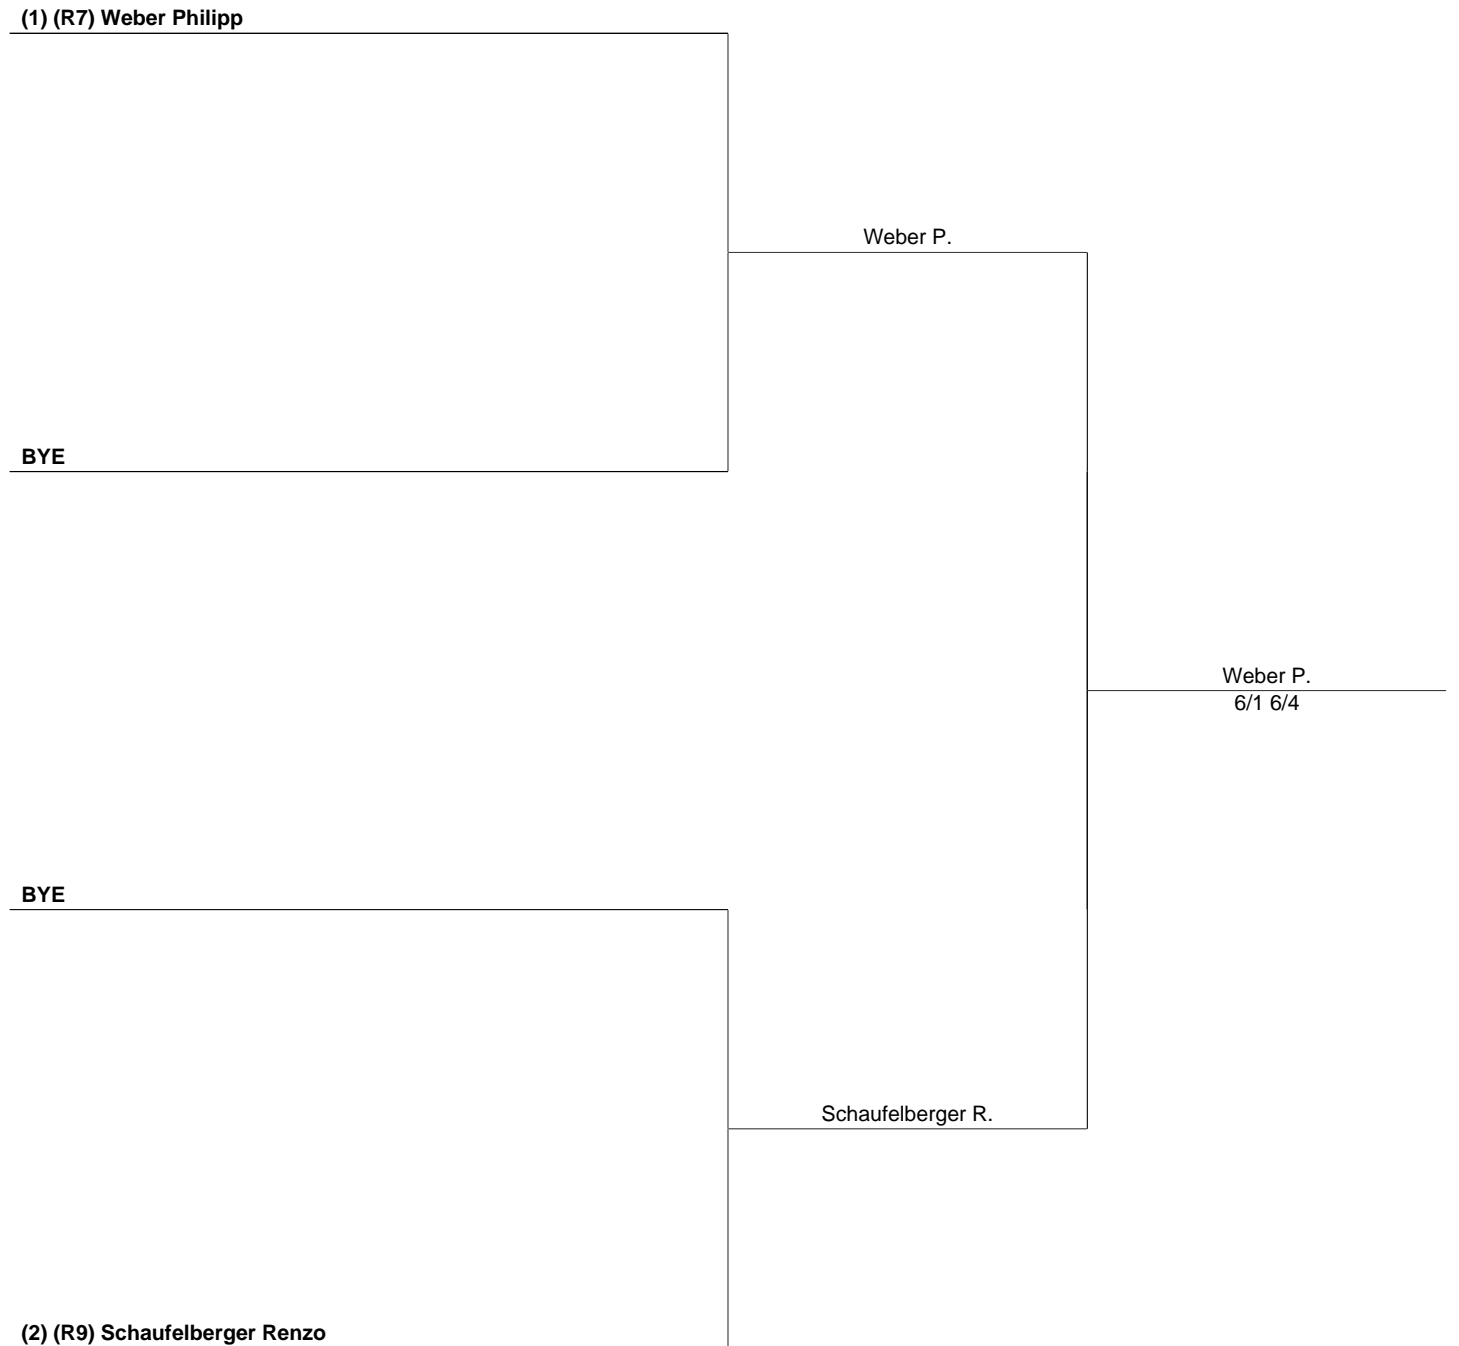 (1) (R7) Weber Philipp
Weber P.
BYE
Weber P.
6/1 6/4
BYE
Schaufelberger R.
(2) (R9) Schaufelberger Renzo